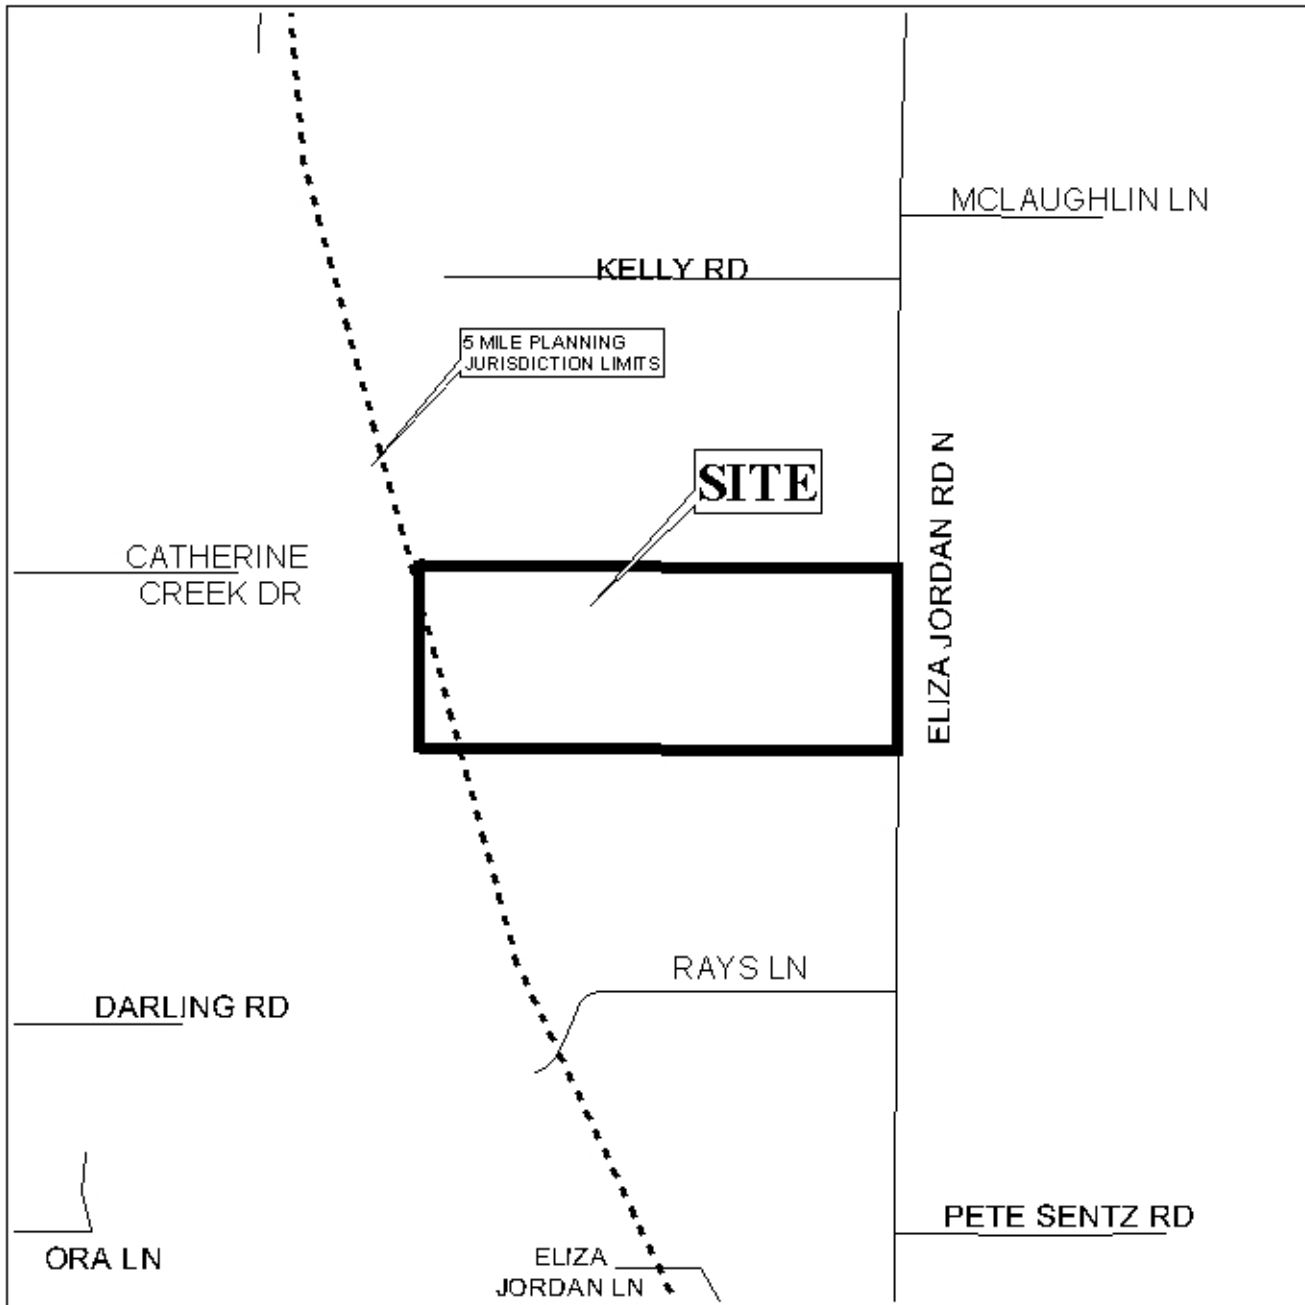 MCLAUGHLIN LN
KELLY RD
5 MILE PLANNING
JURISDICTION LIMITS
SITE
ELIZA JORDAN RD N
CATHERINE
CREEK DR
RAYS LN
DARLING RD
PETE SENTZ RD
ORA LN
ELIZA
JORDAN LN